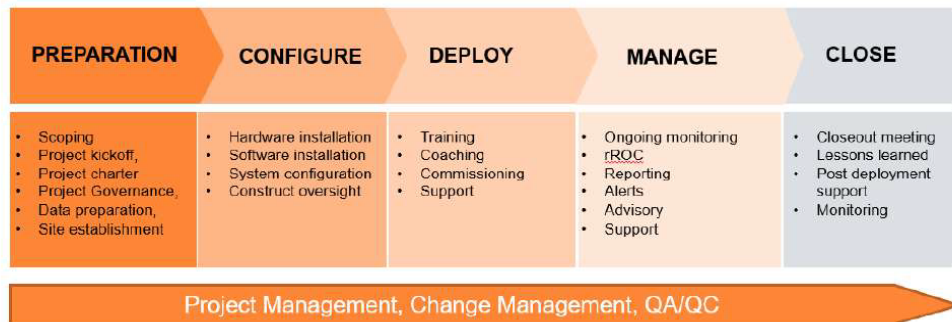 PREPARATION
CONFIGURE
DEPLOY
MANAGE
CLOSE
• Scoping
• Project kickoff,
• Project charter
• Project Governance,
• Data preparation,
• Site establishment
• Hardware installation
• Software installation
• System configuration
• Construct oversight
• Training
• Coaching
• Commissioning
• Support
• Ongoing monitoring
• rROC
• Reporting
• Alerts
• Advisory
• Support
• Closeout meeting
• Lessons learned
• Post deployment
support
• Monitoring
Project Management, Change Management, QA/QC